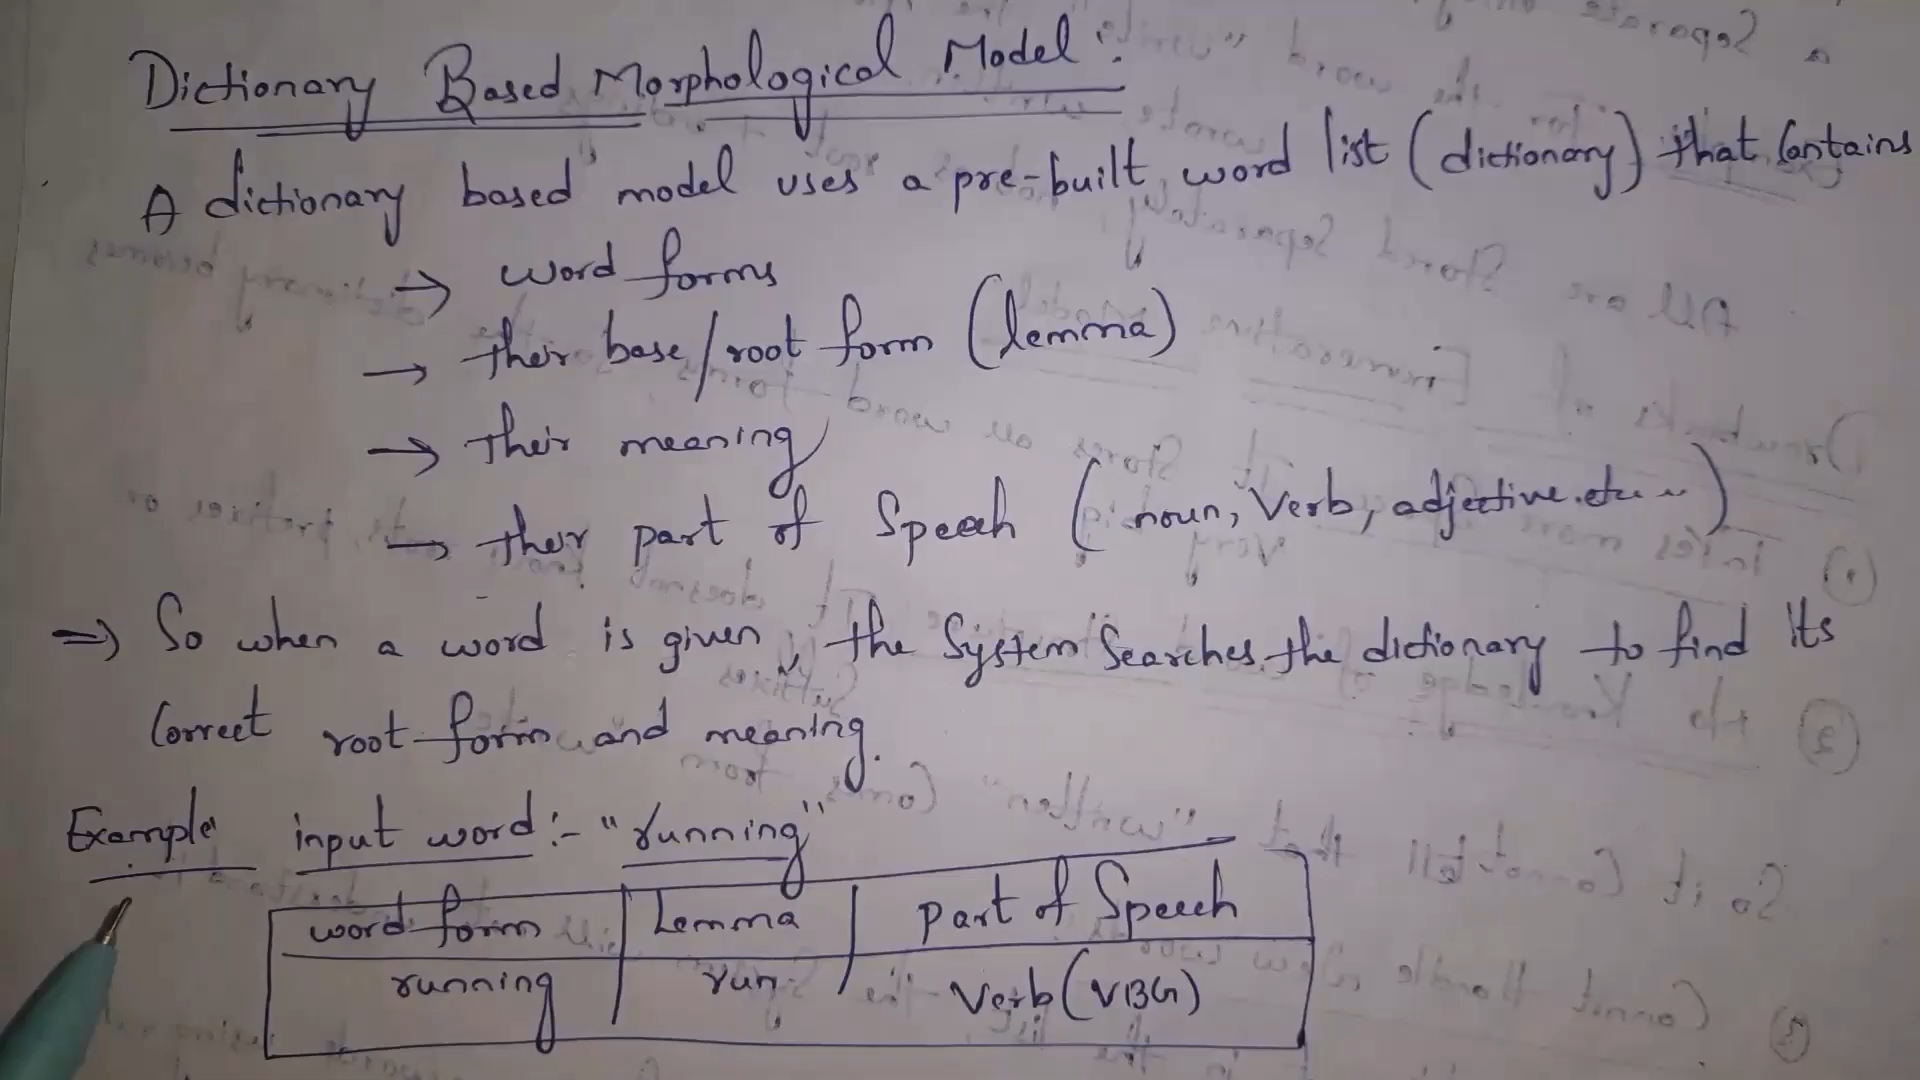 Dictionary Based Morphological Model :
A dictionary based model uses a pre-built word list (dictionary) that Contains
→ word forms
→ their base/root form (lemma)
→ their meaning
→ their part of Speech (noun, Verb, adjective.etc..)
⇒ So when a word is given, the System Searches the dictionary to find its
Correct root form and meaning.
Example input word :- "running"
word form Lemma part of Speech
running run Verb (VBG)